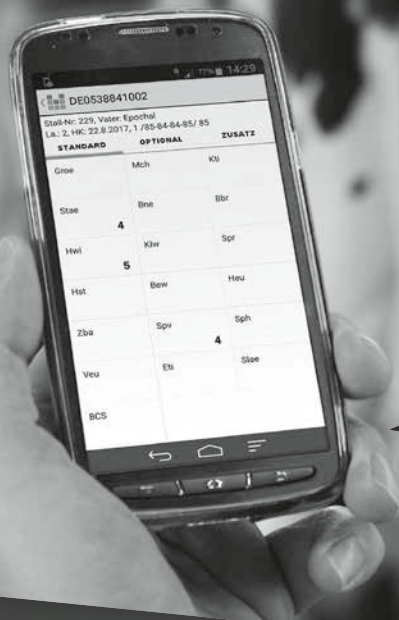 77% 14:29
DE0538841002
Stall-Nr: 229, Vater: Epochal
La.: 2, HK: 22.8.2017, 1 /85-84-84-85/ 85
STANDARD OPTIONAL ZUSATZ
Groe Mch Kti
Stae Bne Bbr
4
Hwi Klw Spr
5
Hst Bew Heu
Zba Spv Sph
4
Veu Eti Slae
BCS